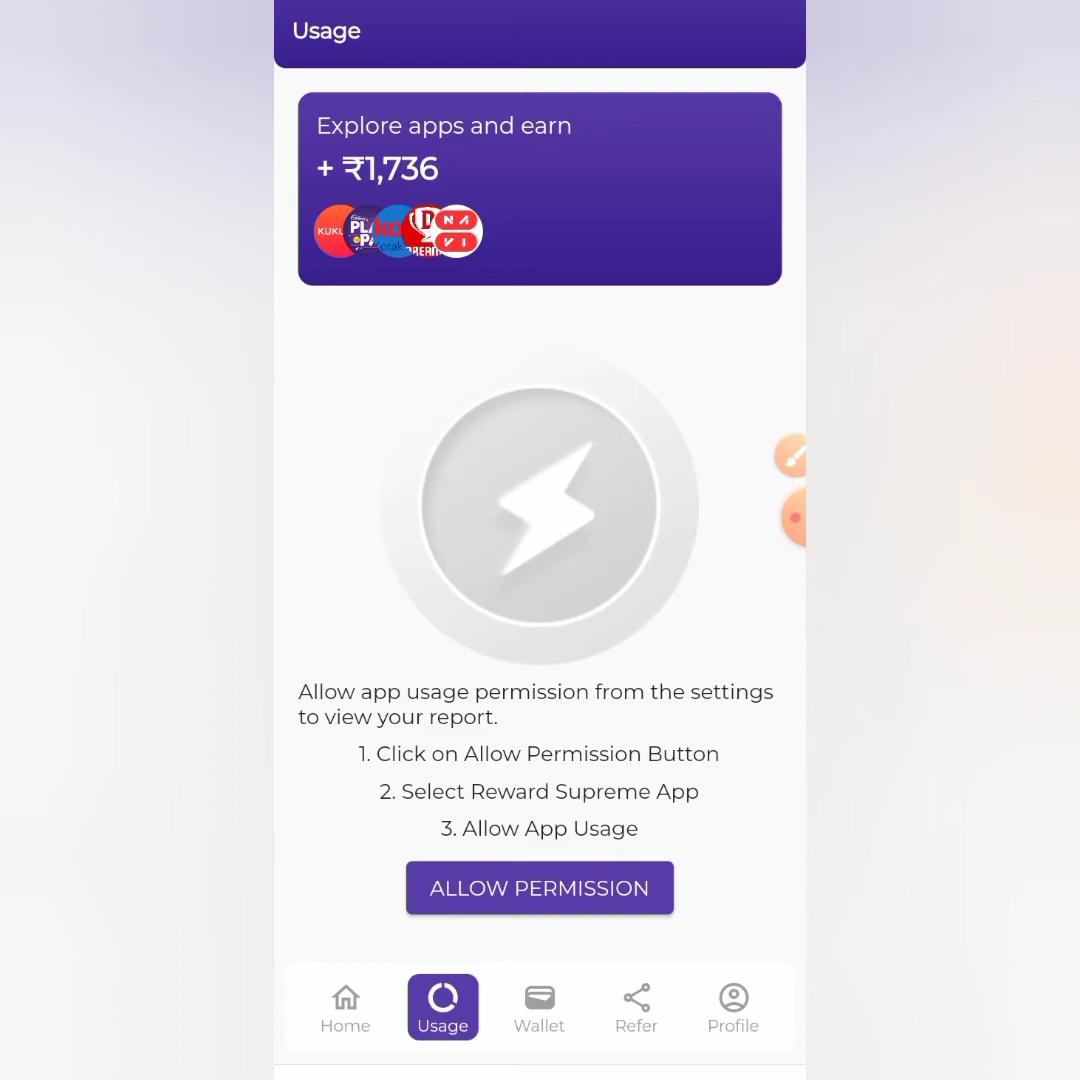 Usage
Explore apps and earn
+ ₹1,736
KUKU
NAVI
Allow app usage permission from the settings
to view your report.
1. Click on Allow Permission Button
2. Select Reward Supreme App
3. Allow App Usage
ALLOW PERMISSION
Home
Usage
Wallet
Refer
Profile